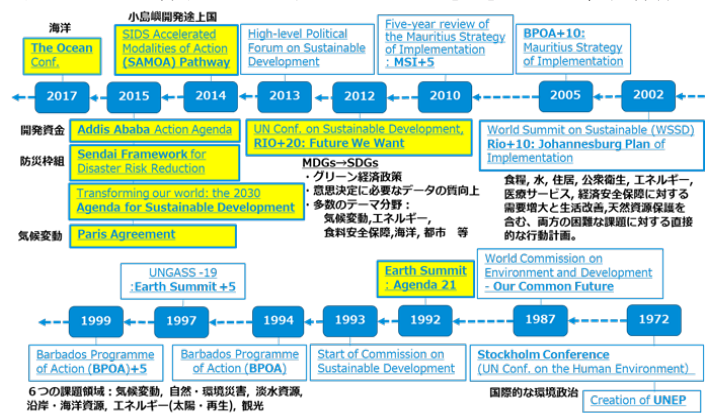 海洋
The Ocean
Conf.
小島嶼開発途上国
SIDS Accelerated
Modalities of Action
(SAMOA) Pathway
High-level Political
Forum on Sustainable
Development
Five-year review of
the Mauritius Strategy
of Implementation
: MSI+5
BPOA+10:
Mauritius Strategy
of Implementation
2017
2015
2014
2013
2012
2010
2005
2002
開発資金
Addis Ababa Action Agenda
防災枠組
Sendai Framework for
Disaster Risk Reduction
Transforming our world: the 2030
Agenda for Sustainable Development
気候変動
Paris Agreement
UN Conf. on Sustainable Development,
RIO+20: Future We Want
MDGs→SDGs
・グリーン経済政策
・意思決定に必要なデータの質向上
・多数のテーマ分野：
気候変動,エネルギー,
食料安全保障,海洋, 都市 等
World Summit on Sustainable (WSSD)
Rio+10: Johannesburg Plan of
Implementation
食糧, 水, 住居, 公衆衛生, エネルギー,
医療サービス, 経済安全保障に対する
需要増大と生活改善,天然資源保護を
含む、両方の困難な課題に対する直接
的な行動計画。
UNGASS -19
:Earth Summit +5
Earth Summit
: Agenda 21
World Commission on
Environment and Development
- Our Common Future
1999
1997
1994
1993
1992
1987
1972
Barbados Programme
of Action (BPOA)+5
Barbados Programme
of Action (BPOA)
Start of Commission on
Sustainable Development
Stockholm Conference
(UN Conf. on the Human Environment)
６つの課題領域：気候変動, 自然・環境災害, 淡水資源,
沿岸・海洋資源, エネルギー(太陽・再生), 観光
国際的な環境政治
Creation of UNEP